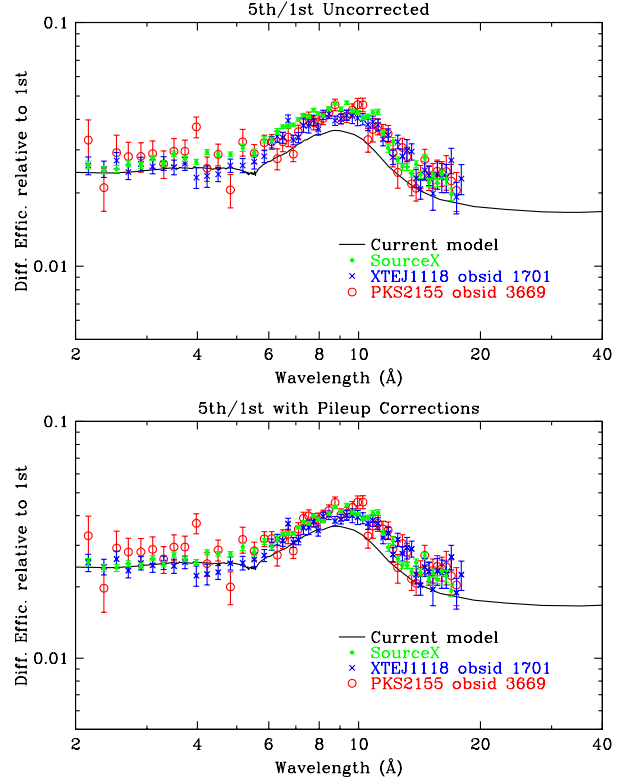 5th/1st Uncorrected
0.1
0.01
Diff. Effic. relative to 1st
Current model
SourceX
XTEJ1118 obsid 1701
PKS2155 obsid 3669
2 4 6 8 10 20 40
Wavelength (Å)
5th/1st with Pileup Corrections
0.1
0.01
Diff. Effic. relative to 1st
Current model
SourceX
XTEJ1118 obsid 1701
PKS2155 obsid 3669
2 4 6 8 10 20 40
Wavelength (Å)